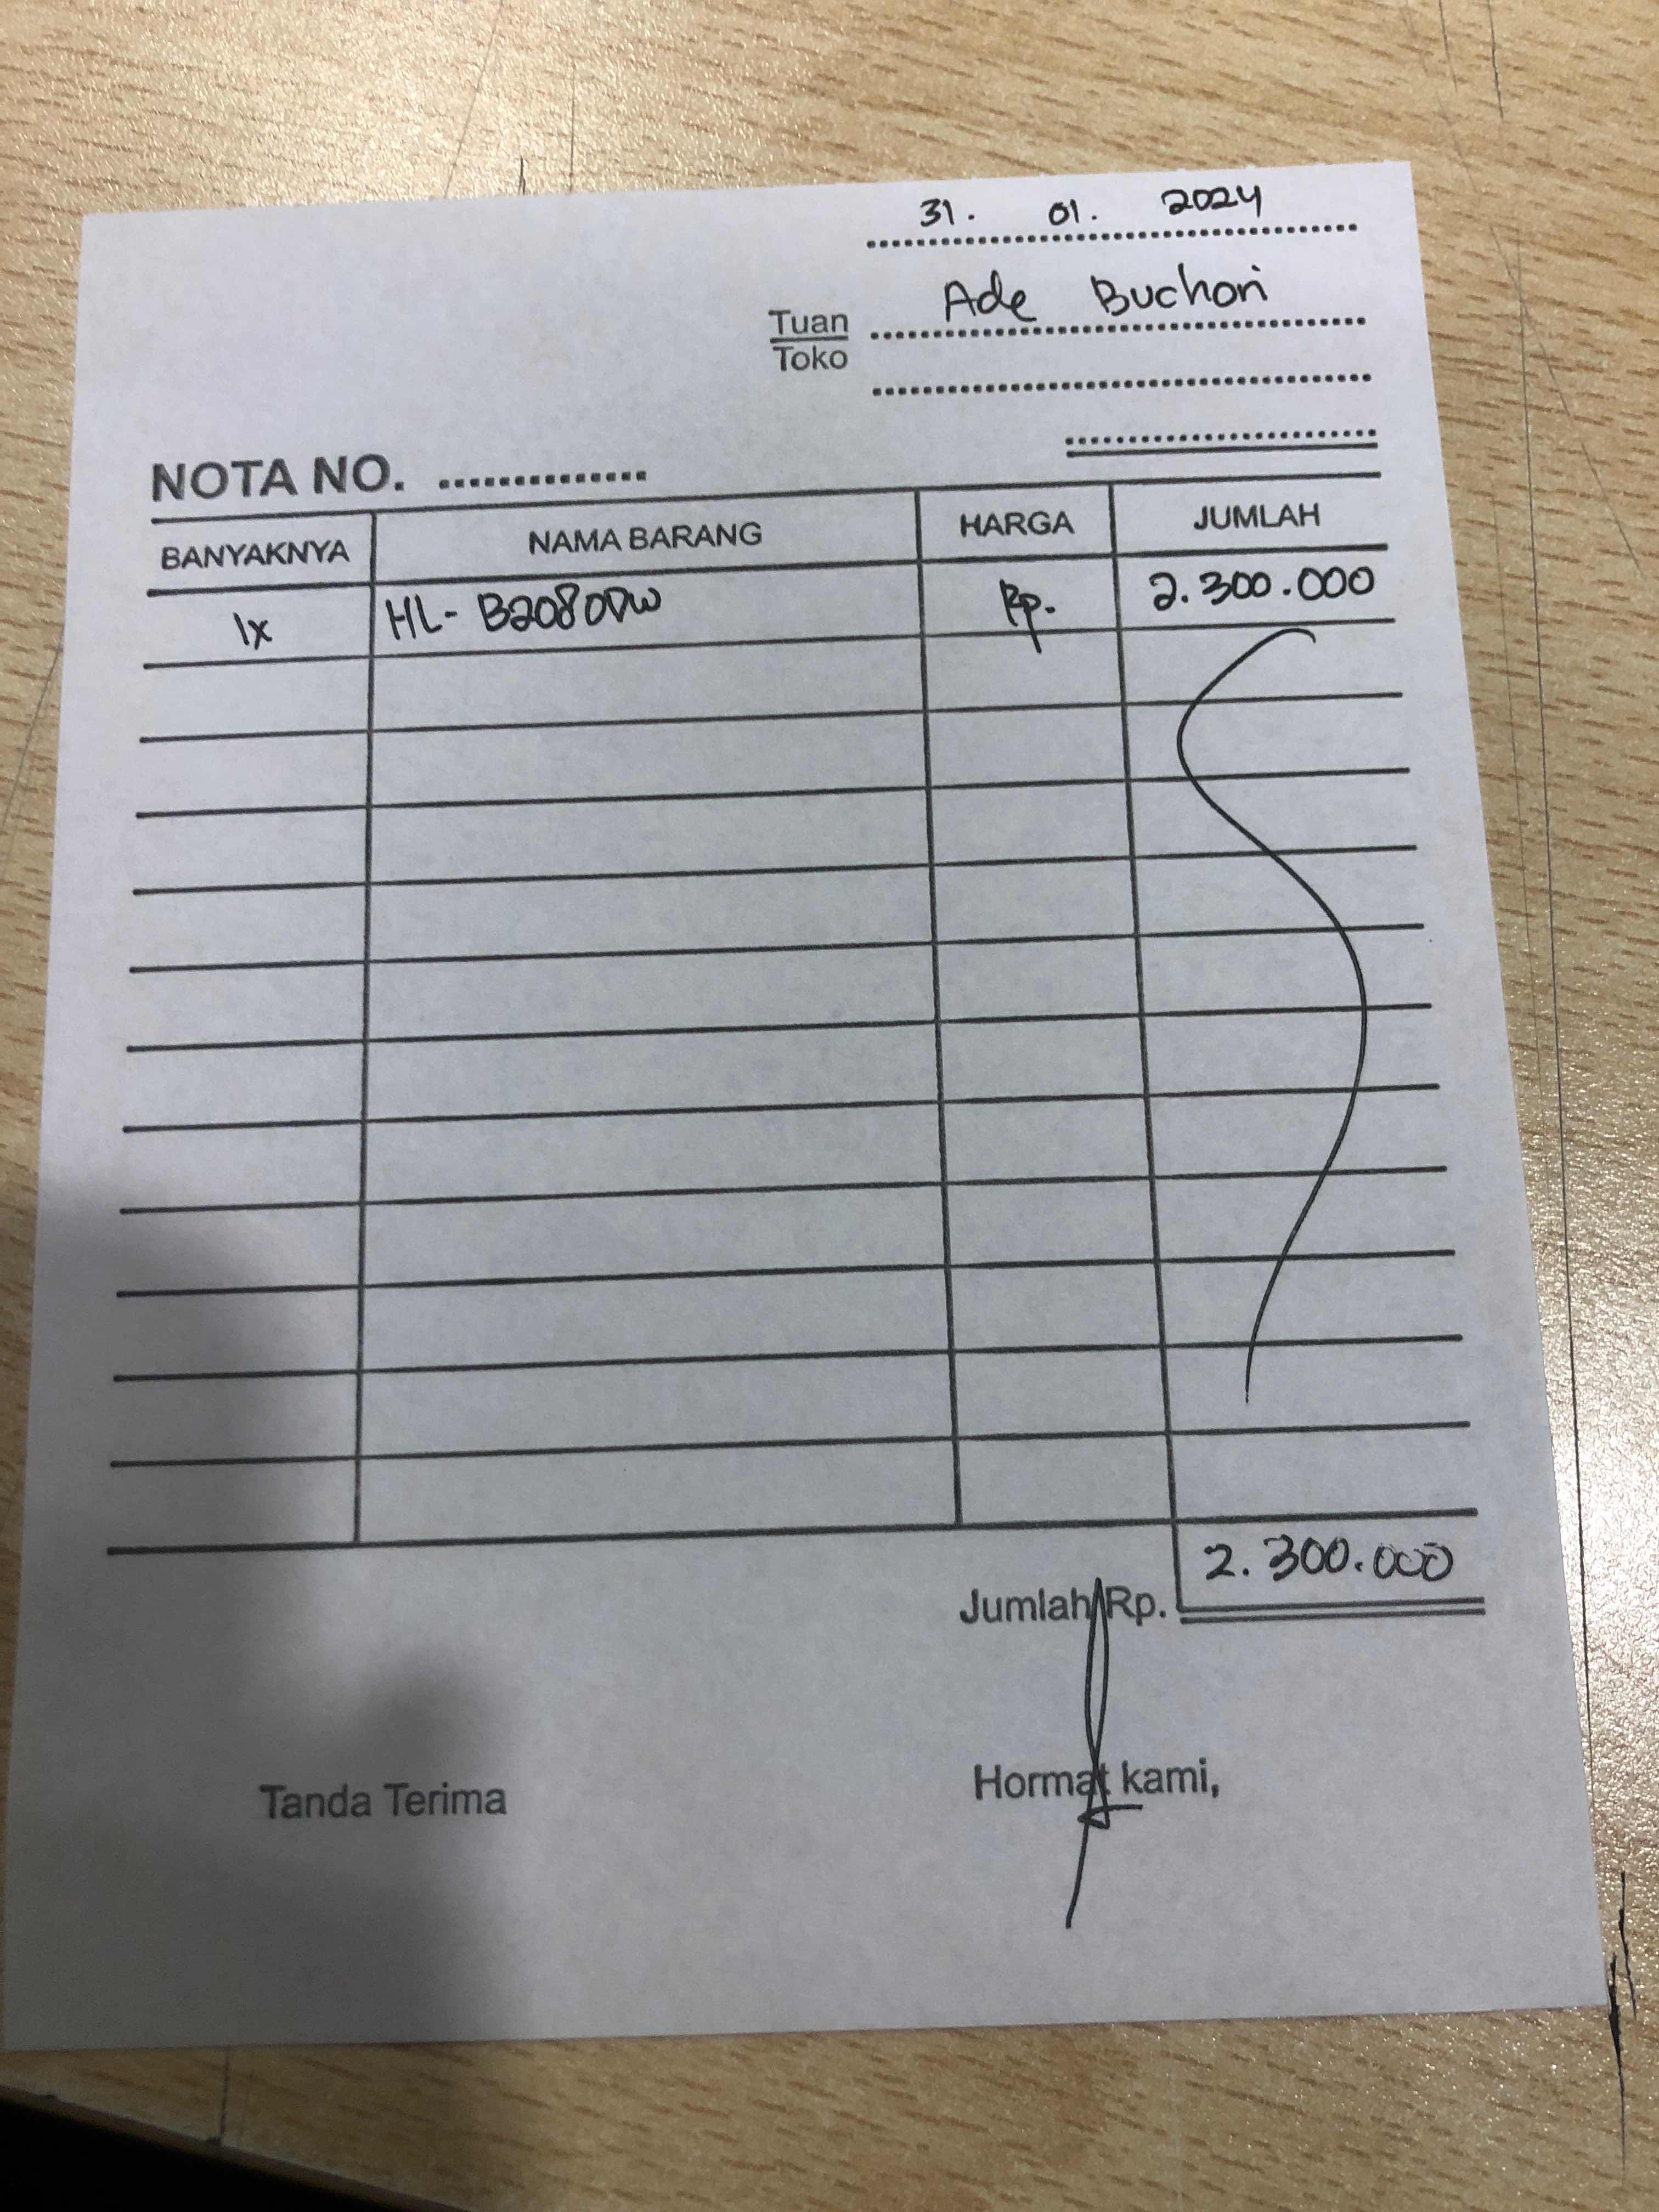 31. 01. 2024
Tuan Ade Buchori
Toko
NOTA NO. ..............
BANYAKNYA NAMA BARANG HARGA JUMLAH
1x HL-B2080DW Rp. 2.300.000
Jumlah Rp. 2.300.000
Tanda Terima Hormat kami,